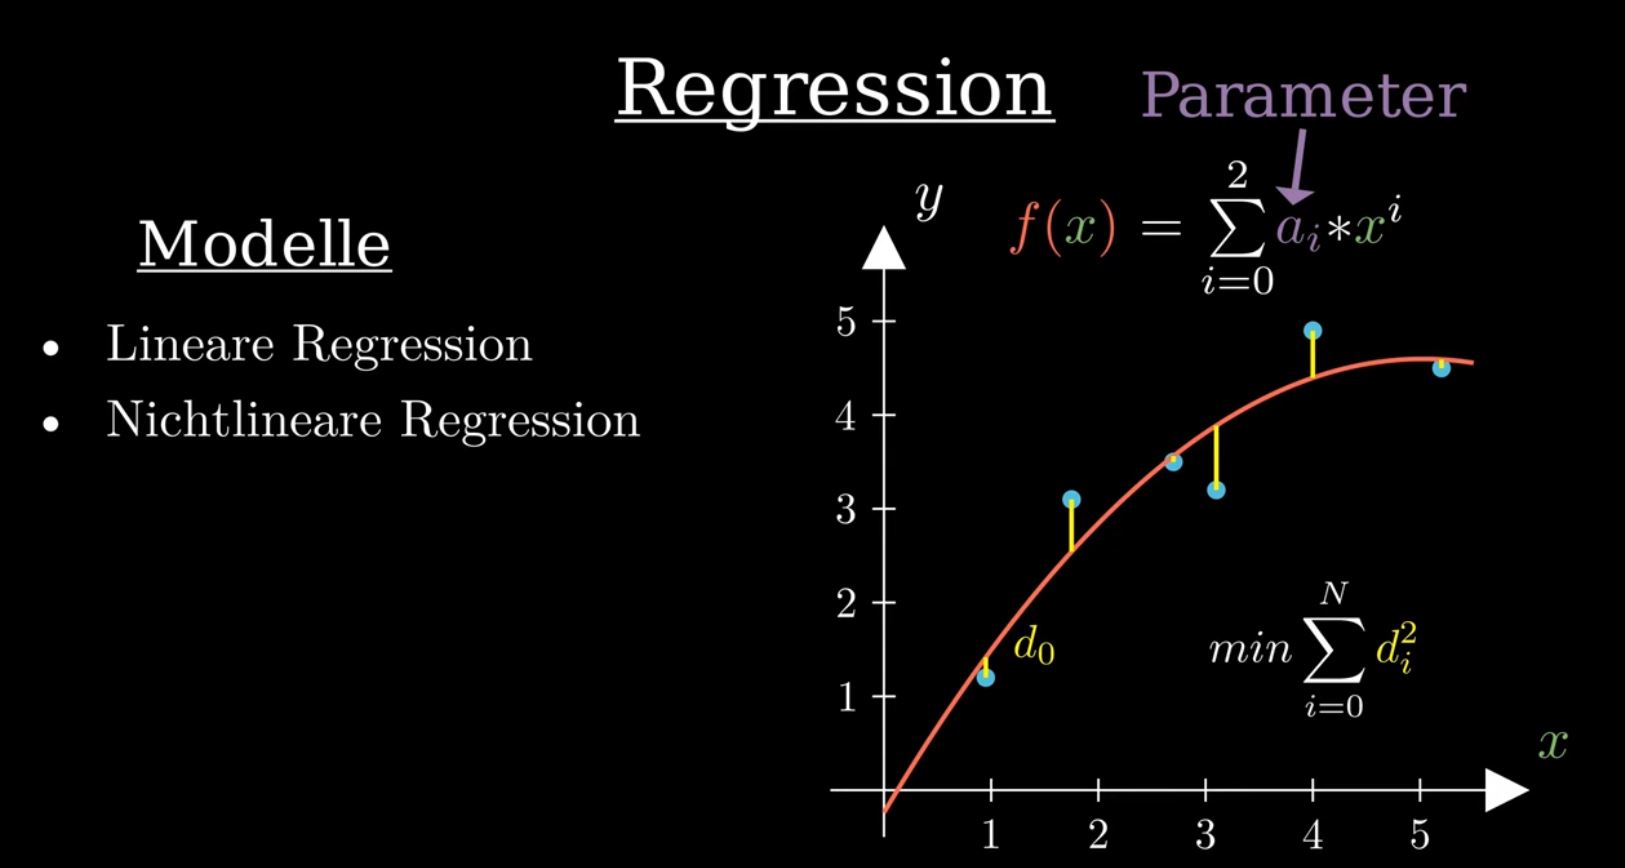 Regression
Parameter
Modelle
• Lineare Regression
• Nichtlineare Regression
y
f(x) = \sum_{i=0}^{2} a_i * x^i
5
4
3
2
1
d_0
min \sum_{i=0}^{N} d_i^2
x
1 2 3 4 5